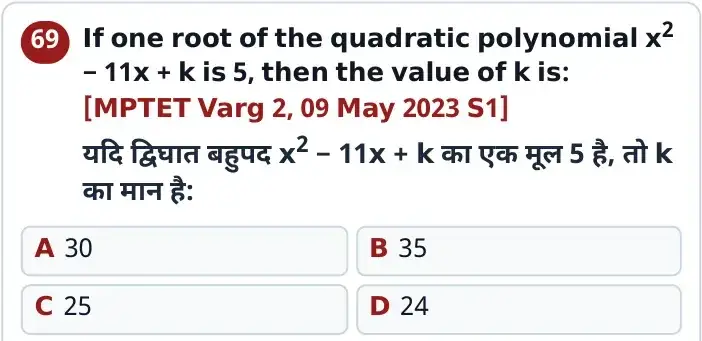 69 If one root of the quadratic polynomial x²
− 11x + k is 5, then the value of k is:
[MPTET Varg 2, 09 May 2023 S1]
यदि द्विघात बहुपद x² − 11x + k का एक मूल 5 है, तो k
का मान है:
A 30 B 35
C 25 D 24